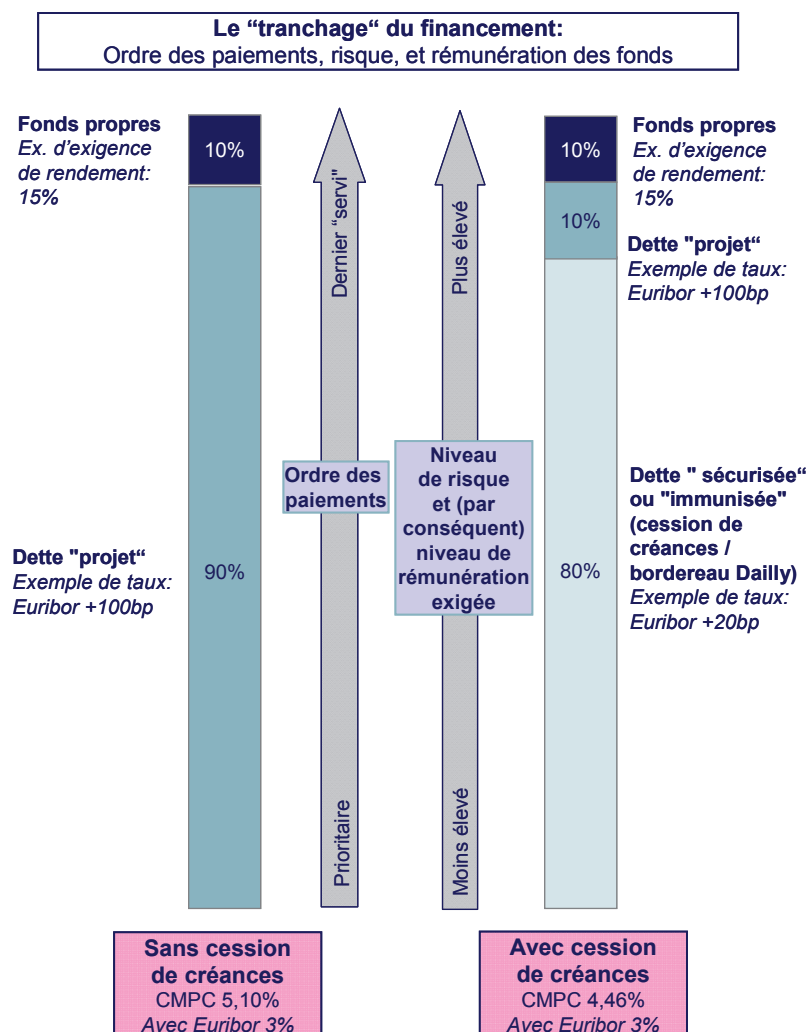 Le “tranchage“ du financement:
Ordre des paiements, risque, et rémunération des fonds
Fonds propres
Ex. d’exigence
de rendement:
15%
10%
Dette "projet“
Exemple de taux:
Euribor +100bp
90%
Dernier “servi”
Ordre des
paiements
Prioritaire
Plus élevé
Niveau
de risque
et (par
conséquent)
niveau de
rémunération
exigée
Moins élevé
10%
10%
80%
Fonds propres
Ex. d’exigence
de rendement:
15%
Dette "projet“
Exemple de taux:
Euribor +100bp
Dette " sécurisée“
ou "immunisée"
(cession de
créances /
bordereau Dailly)
Exemple de taux:
Euribor +20bp
Sans cession
de créances
CMPC 5,10%
Avec Euribor 3%
Avec cession
de créances
CMPC 4,46%
Avec Euribor 3%